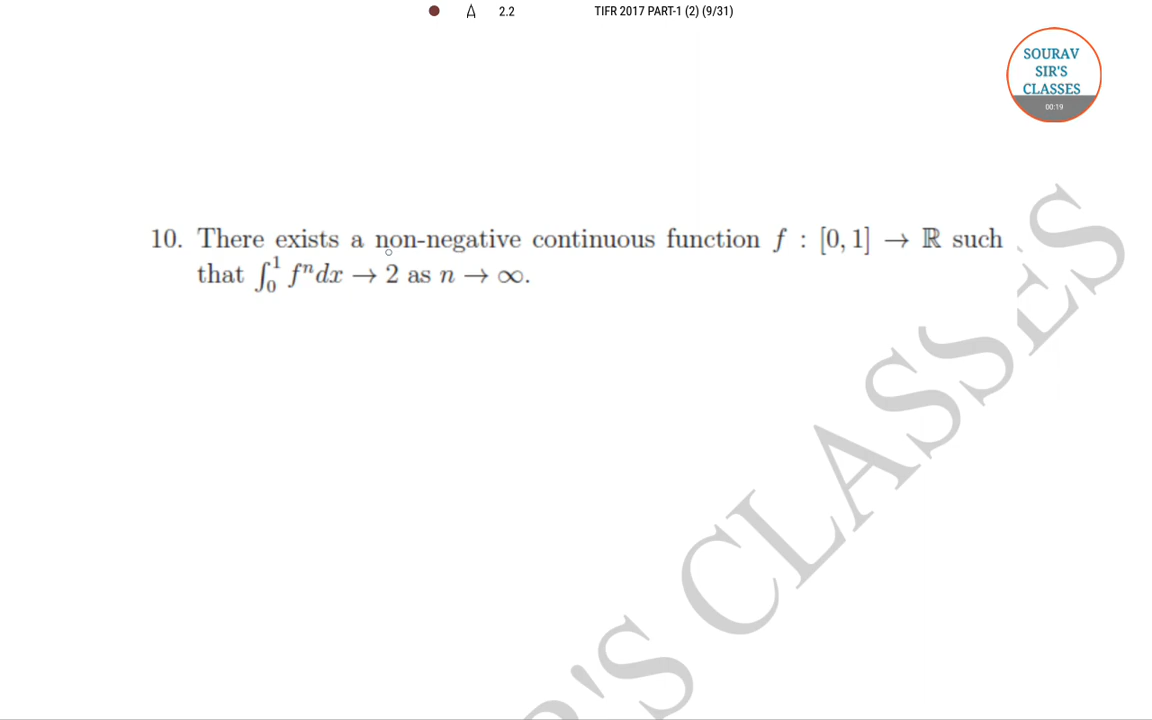 2.2 TIFR 2017 PART-1 (2) (9/31)
SOURAV
SIR'S
CLASSES
00:19
10. There exists a non-negative continuous function f : [0, 1] → ℝ such
that ∫₀¹ fⁿdx → 2 as n → ∞.
R'S CLASSES